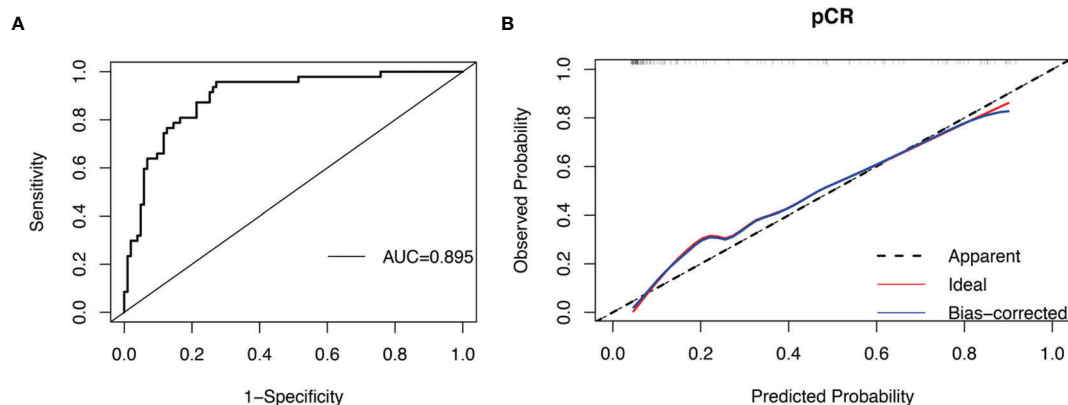 A
Sensitivity
1.0
0.8
0.6
0.4
0.2
0.0
AUC=0.895
0.0 0.2 0.4 0.6 0.8 1.0
1−Specificity
B
pCR
Observed Probability
1.0
0.8
0.6
0.4
0.2
0.0
Apparent
Ideal
Bias−corrected
0.0 0.2 0.4 0.6 0.8 1.0
Predicted Probability